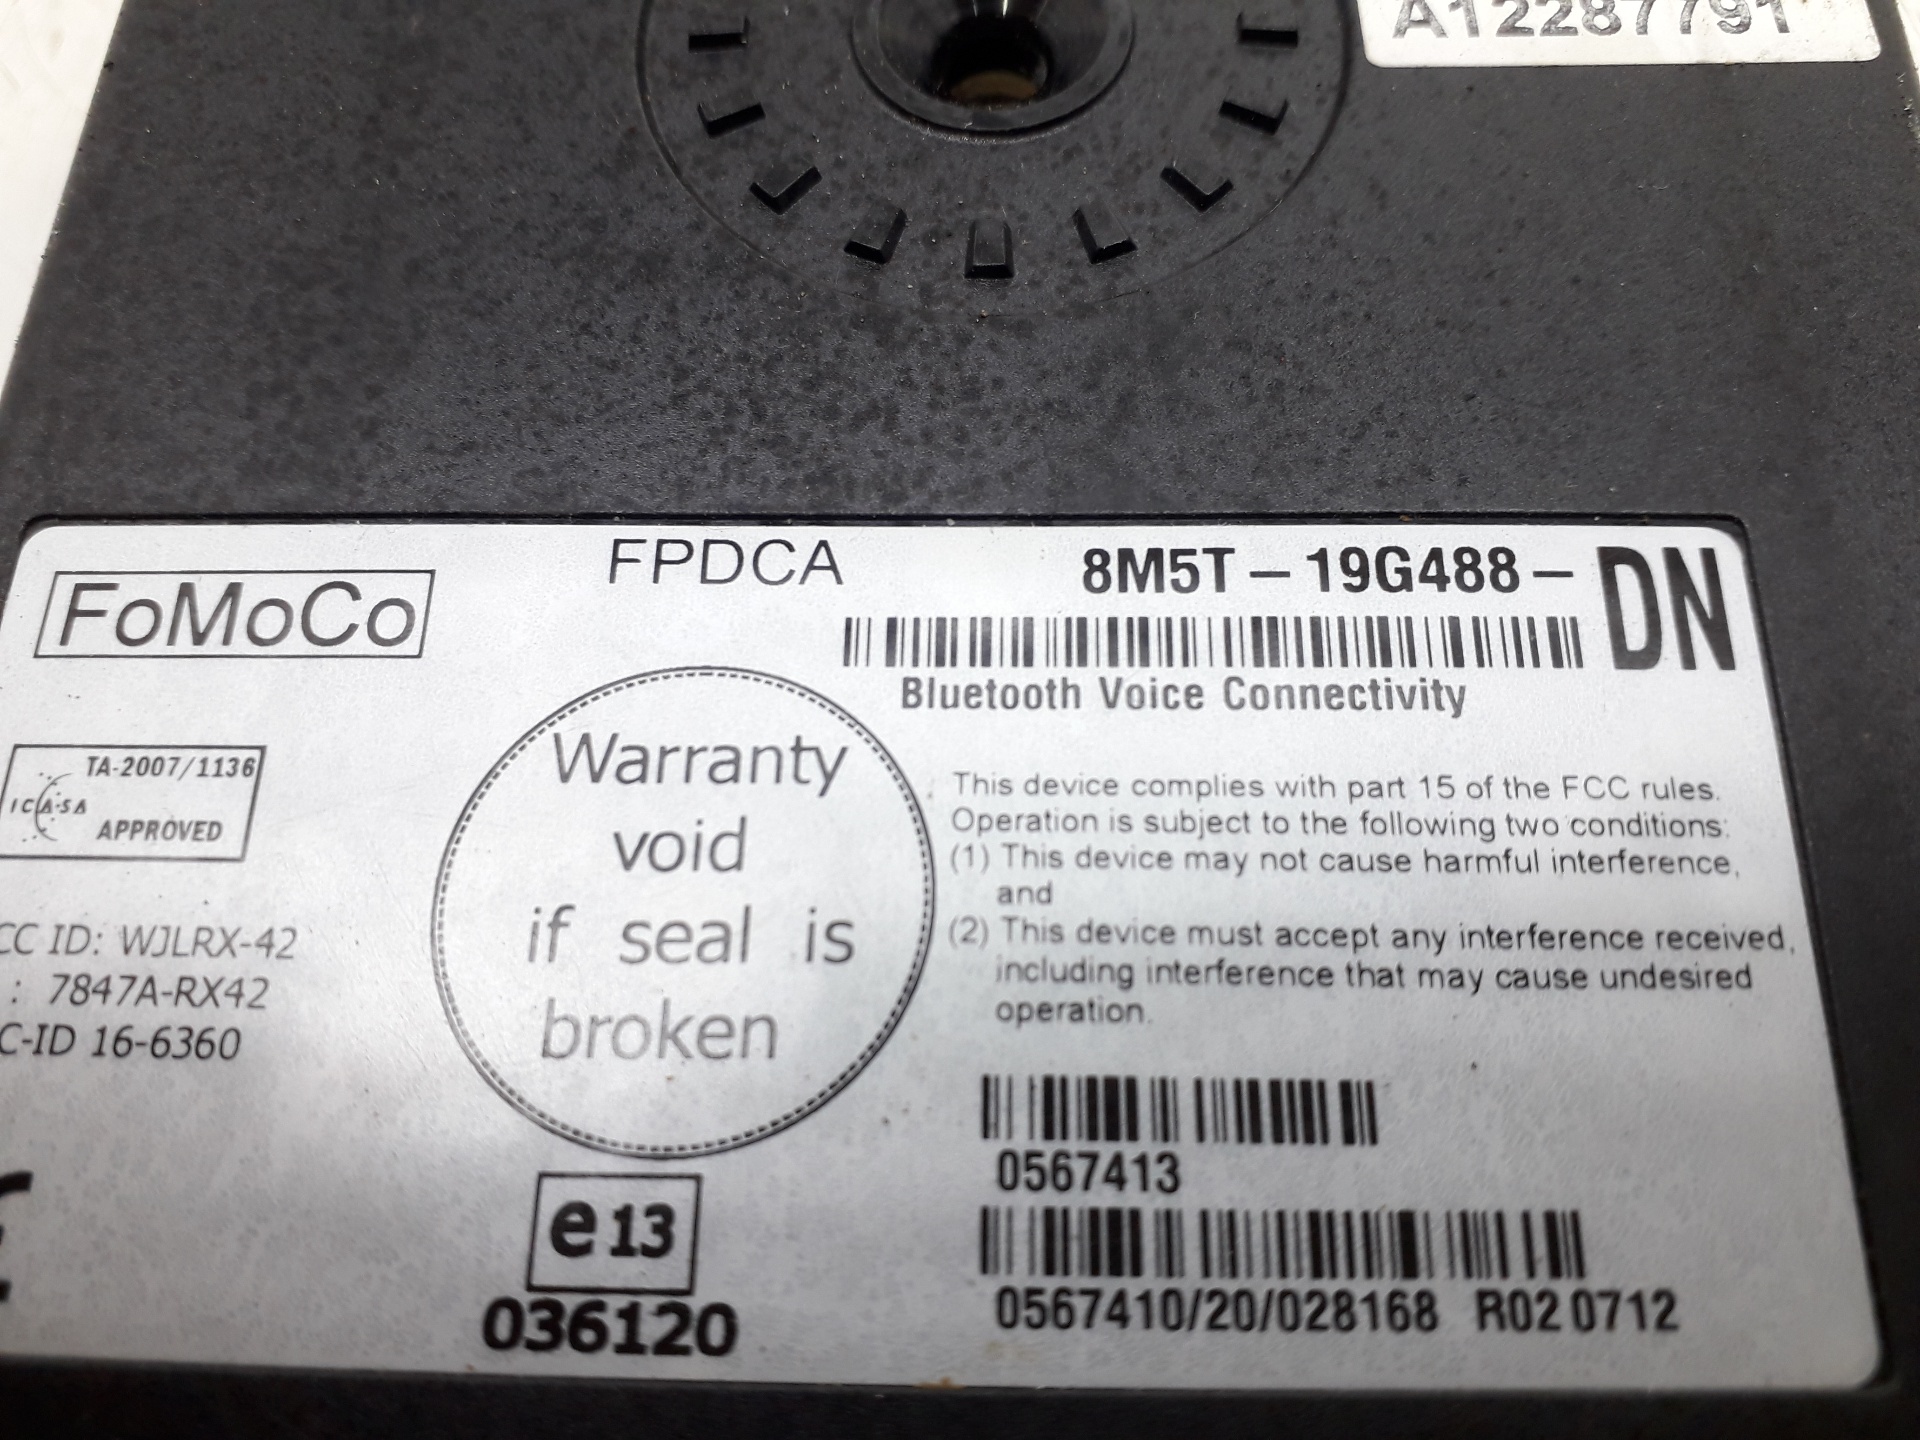 A12287791
FPDCA
8M5T-19G488-DN
FoMoCo
Bluetooth Voice Connectivity
TA-2007/1136
ICASA
APPROVED
Warranty
void
if seal is
broken
This device complies with part 15 of the FCC rules.
Operation is subject to the following two conditions:
(1) This device may not cause harmful interference,
and
(2) This device must accept any interference received,
including interference that may cause undesired
operation.
CC ID: WJLRX-42
: 7847A-RX42
C-ID 16-6360
0567413
e13
036120
0567410/20/028168 R02 0712